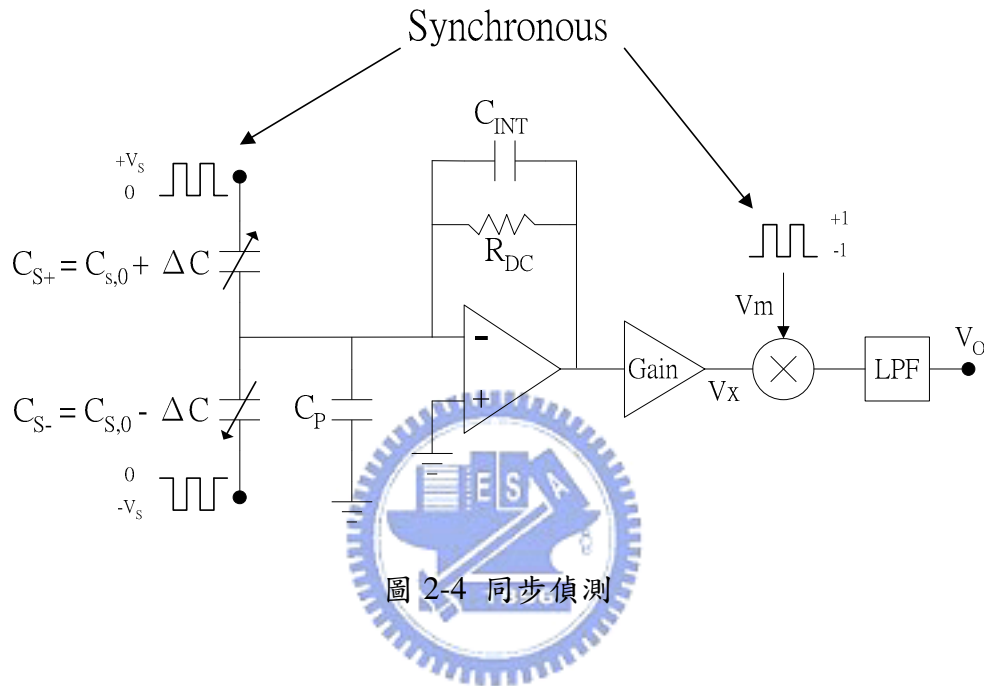 Synchronous
C_INT
+V_S
0
R_DC
C_S+ = C_s,0 + ΔC
+1
-1
Vm
Gain
Vx
LPF
V_O
C_S- = C_S,0 - ΔC
C_P
-
+
0
-V_S
E S A
圖 2-4 同步偵測